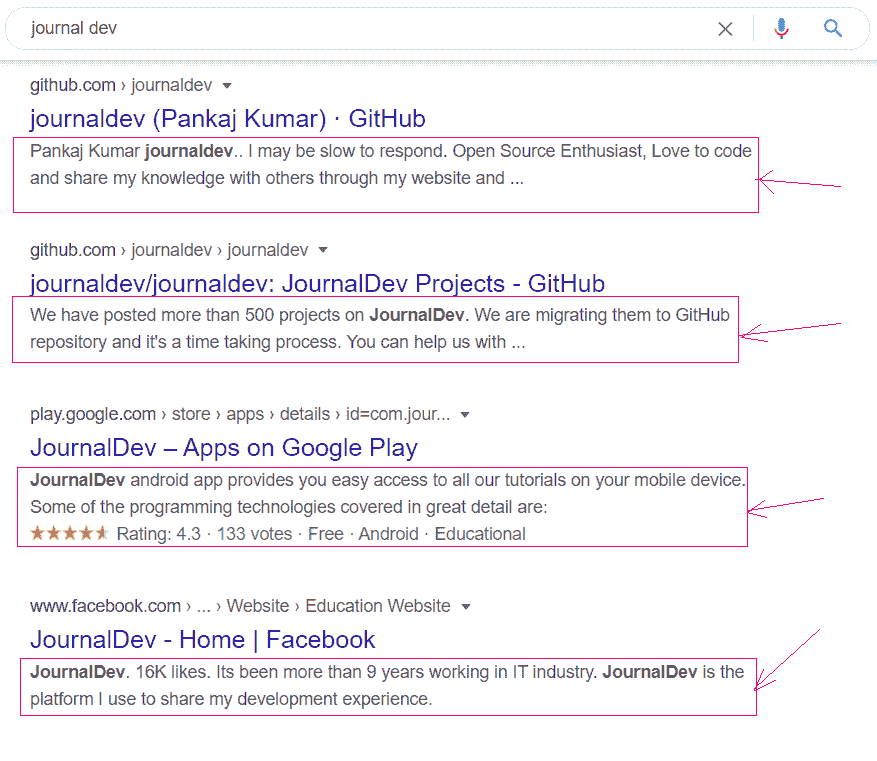 journal dev
github.com › journaldev
journaldev (Pankaj Kumar) · GitHub
Pankaj Kumar journaldev.. I may be slow to respond. Open Source Enthusiast, Love to code
and share my knowledge with others through my website and ...
github.com › journaldev › journaldev
journaldev/journaldev: JournalDev Projects - GitHub
We have posted more than 500 projects on JournalDev. We are migrating them to GitHub
repository and it's a time taking process. You can help us with ...
play.google.com › store › apps › details › id=com.jour...
JournalDev – Apps on Google Play
JournalDev android app provides you easy access to all our tutorials on your mobile device.
Some of the programming technologies covered in great detail are:
Rating: 4.3 · 133 votes · Free · Android · Educational
www.facebook.com › ... › Website › Education Website
JournalDev - Home | Facebook
JournalDev. 16K likes. Its been more than 9 years working in IT industry. JournalDev is the
platform I use to share my development experience.